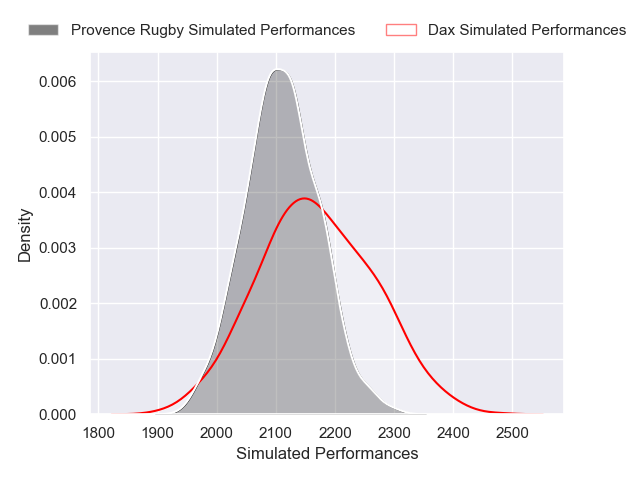 Provence Rugby Simulated Performances
Dax Simulated Performances
0.006
0.005
0.004
0.003
0.002
0.001
0.000
Density
1800 1900 2000 2100 2200 2300 2400 2500
Simulated Performances